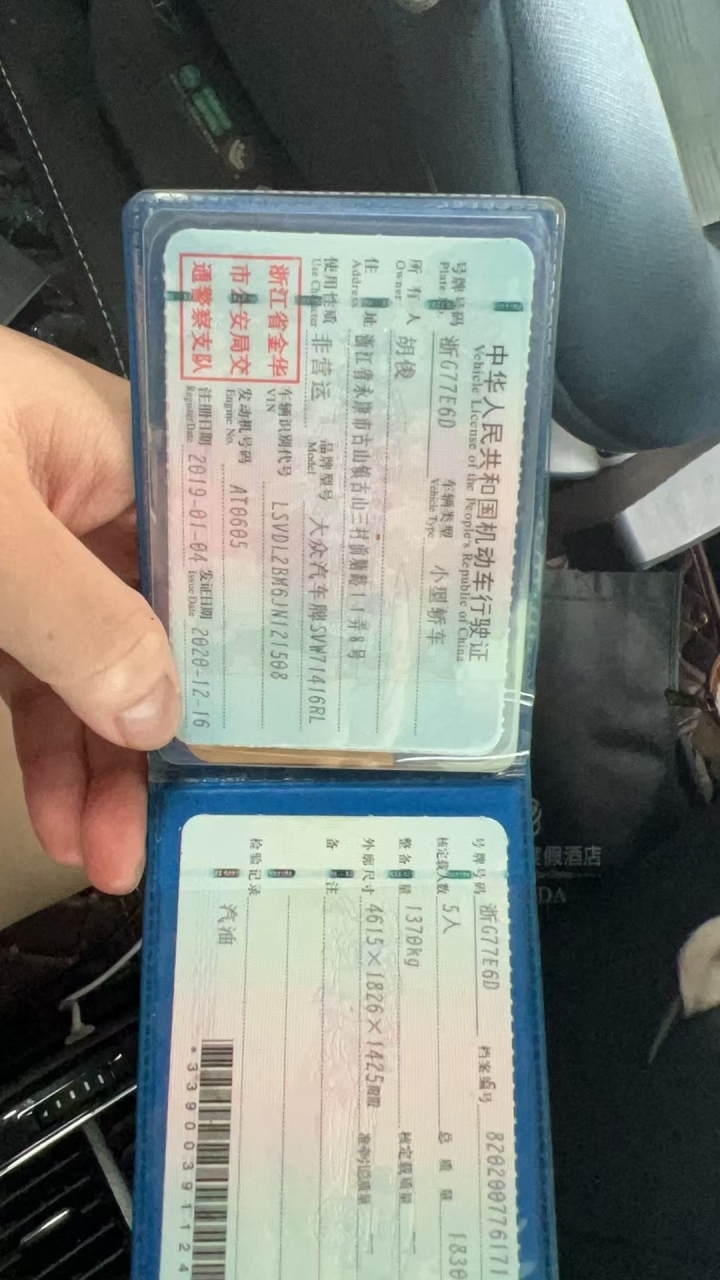 中华人民共和国机动车行驶证
Vehicle License of the People's Republic of China
号牌号码 浙G77E6D 车辆类型 小型轿车
Plate No. Vehicle Type
所有人 胡俊
Owner
住址 浙江省永康市古山镇古山三村前塘路11弄8号
Address
使用性质 非营运 品牌型号 大众汽车牌SVW71416RL
Use Character Model
浙江省金华
市公安局交
通警察支队
车辆识别代号 LSVDL2BM6JN121508
VIN
发动机号码 AT0605
Engine No.
注册日期 2019-01-04 发证日期 2020-12-16
Register Date Issue Date
号牌号码 浙G77E6D 档案编号 820200776171
核定载人数 5人 总质量 1830
整备质量 1370kg 核定载质量 --
外廓尺寸 4615×1826×1425mm 准牵引总质量 --
备注
检验记录
汽油
*33900391124
假酒店
DA